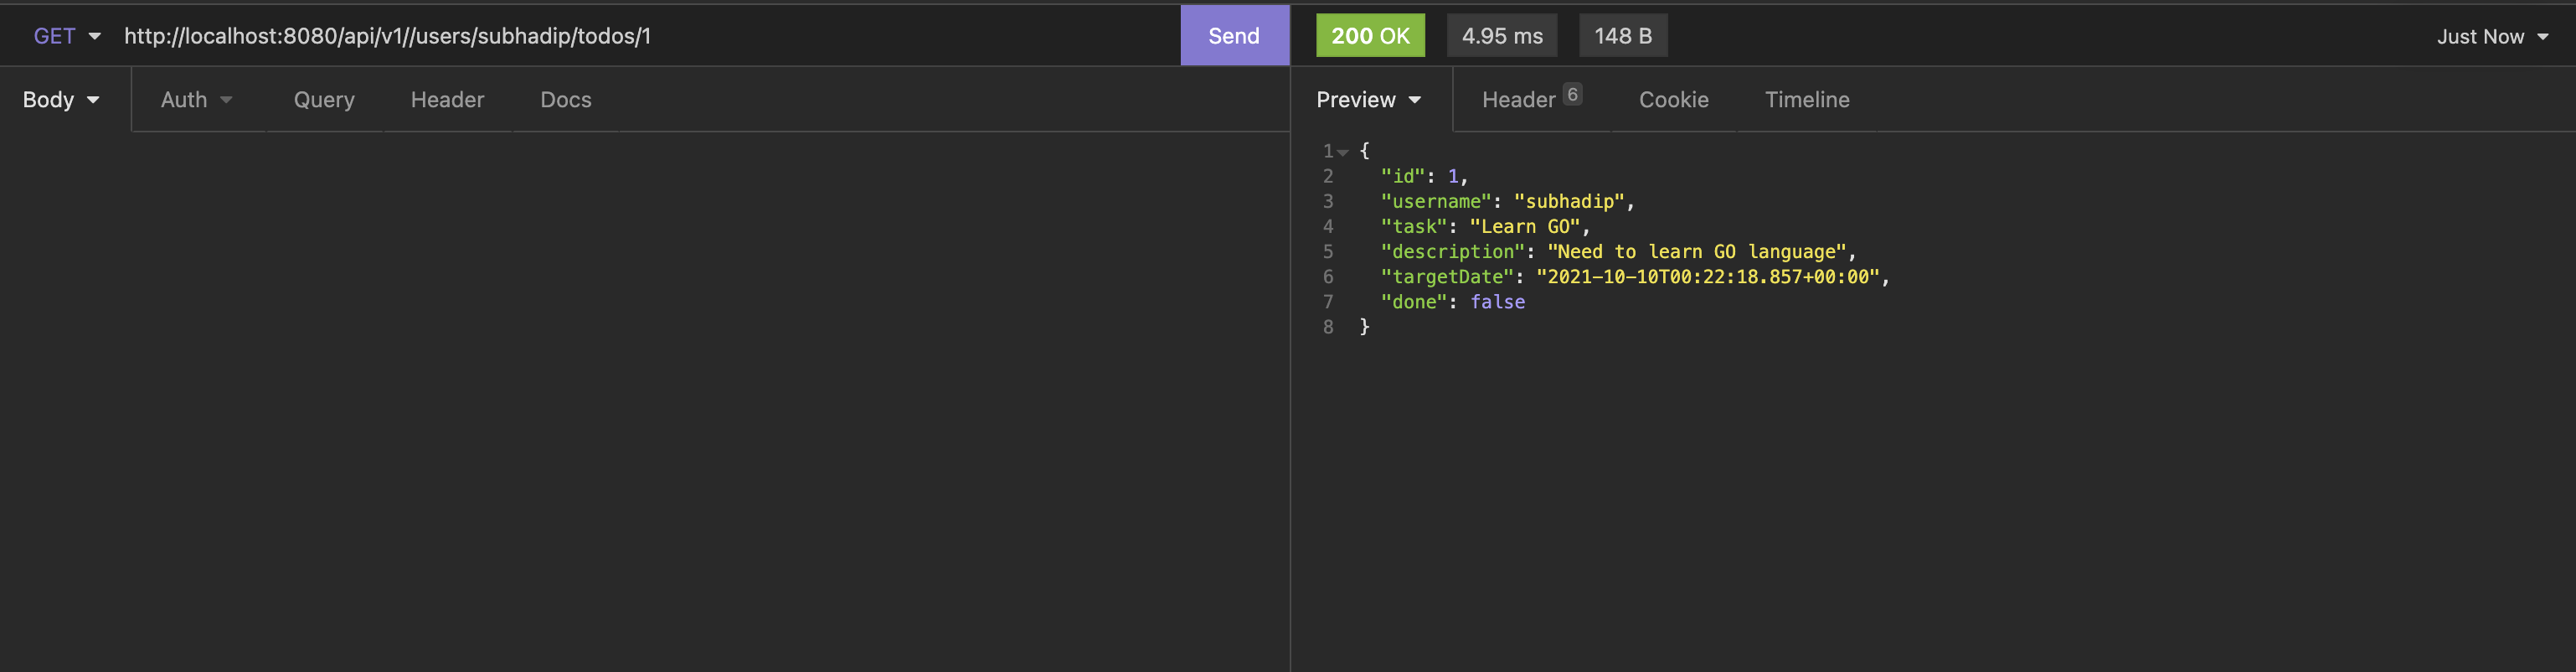 GET http://localhost:8080/api/v1//users/subhadip/todos/1 Send 200 OK 4.95 ms 148 B Just Now
Body Auth Query Header Docs Preview Header 6 Cookie Timeline
1 {
2 "id": 1,
3 "username": "subhadip",
4 "task": "Learn GO",
5 "description": "Need to learn GO language",
6 "targetDate": "2021-10-10T00:22:18.857+00:00",
7 "done": false
8 }